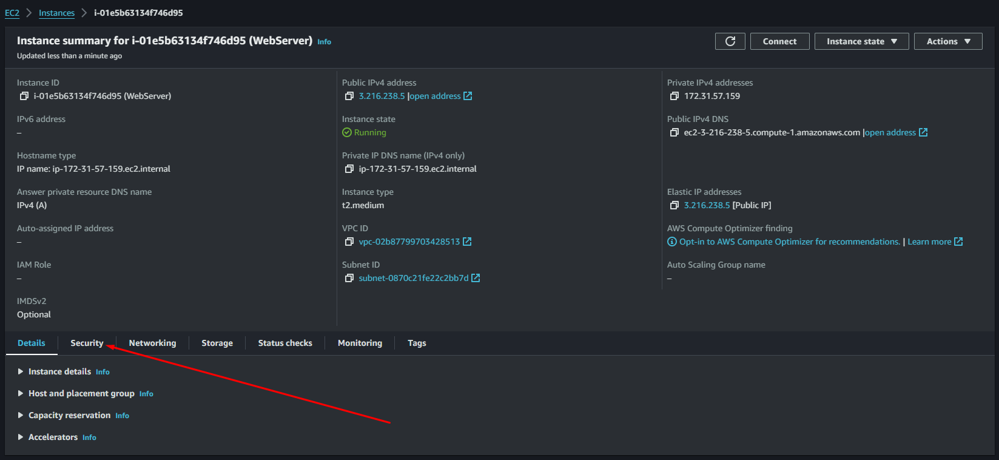 EC2 > Instances > i-01e5b63134f746d95
Instance summary for i-01e5b63134f746d95 (WebServer) Info
Updated less than a minute ago
Connect
Instance state
Actions
Instance ID
i-01e5b63134f746d95 (WebServer)
Public IPv4 address
3.216.238.5 |open address
Private IPv4 addresses
172.31.57.159
IPv6 address
–
Instance state
Running
Public IPv4 DNS
ec2-3-216-238-5.compute-1.amazonaws.com |open address
Hostname type
IP name: ip-172-31-57-159.ec2.internal
Private IP DNS name (IPv4 only)
ip-172-31-57-159.ec2.internal
Answer private resource DNS name
IPv4 (A)
Instance type
t2.medium
Elastic IP addresses
3.216.238.5 [Public IP]
Auto-assigned IP address
–
VPC ID
vpc-02b87799703428513
AWS Compute Optimizer finding
Opt-in to AWS Compute Optimizer for recommendations. | Learn more
IAM Role
–
Subnet ID
subnet-0870c21fe22c2bb7d
Auto Scaling Group name
–
IMDSv2
Optional
Details
Security
Networking
Storage
Status checks
Monitoring
Tags
Instance details Info
Host and placement group Info
Capacity reservation Info
Accelerators Info